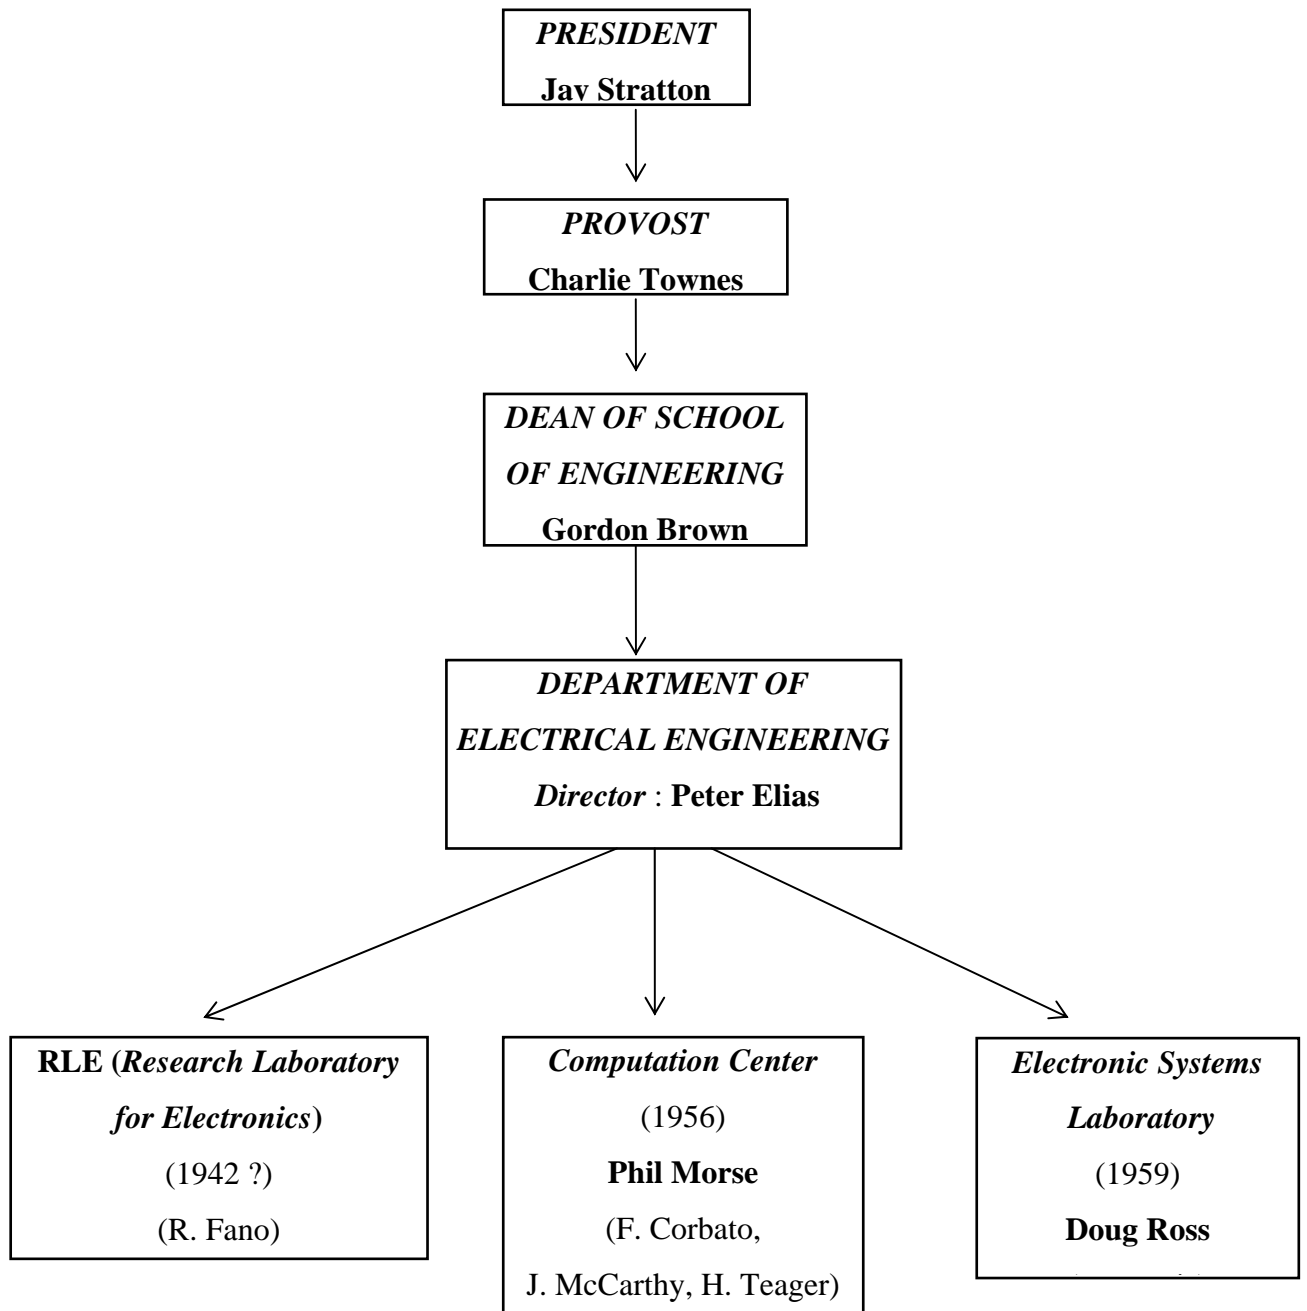 PRESIDENT
Jav Stratton
PROVOST
Charlie Townes
DEAN OF SCHOOL
OF ENGINEERING
Gordon Brown
DEPARTMENT OF
ELECTRICAL ENGINEERING
Director : Peter Elias
RLE (Research Laboratory
for Electronics)
(1942 ?)
(R. Fano)
Computation Center
(1956)
Phil Morse
(F. Corbato,
J. McCarthy, H. Teager)
Electronic Systems
Laboratory
(1959)
Doug Ross